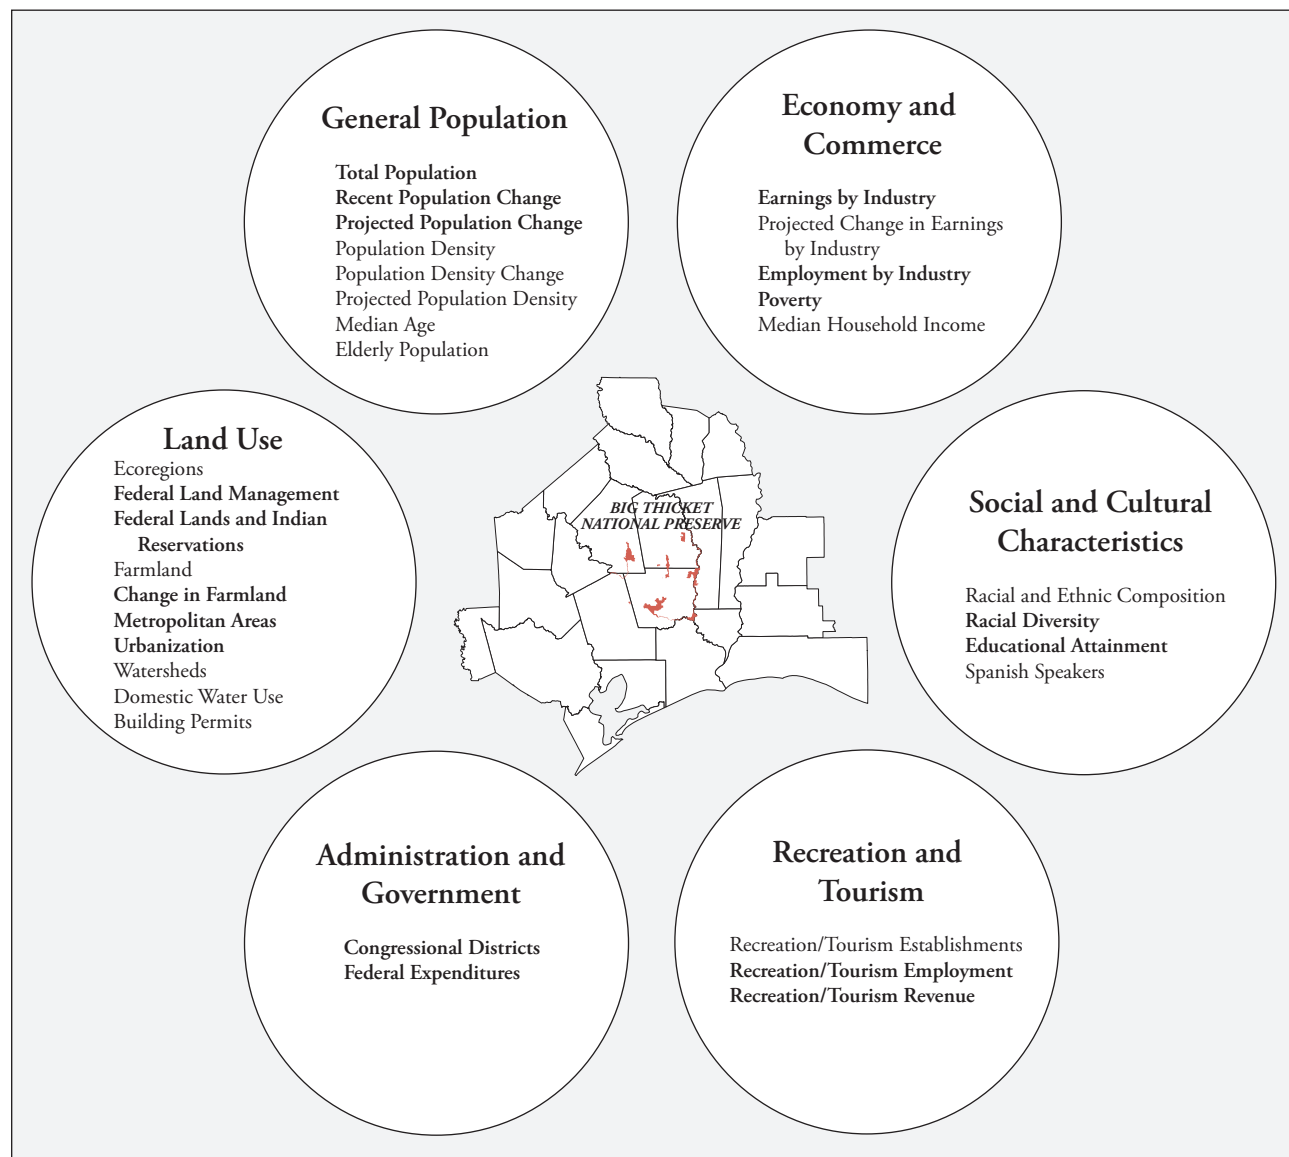 General Population
Total Population
Recent Population Change
Projected Population Change
Population Density
Population Density Change
Projected Population Density
Median Age
Elderly Population
Economy and
Commerce
Earnings by Industry
Projected Change in Earnings
by Industry
Employment by Industry
Poverty
Median Household Income
Land Use
Ecoregions
Federal Land Management
Federal Lands and Indian
Reservations
Farmland
Change in Farmland
Metropolitan Areas
Urbanization
Watersheds
Domestic Water Use
Building Permits
BIG THICKET
NATIONAL PRESERVE
Social and Cultural
Characteristics
Racial and Ethnic Composition
Racial Diversity
Educational Attainment
Spanish Speakers
Administration and
Government
Congressional Districts
Federal Expenditures
Recreation and
Tourism
Recreation/Tourism Establishments
Recreation/Tourism Employment
Recreation/Tourism Revenue